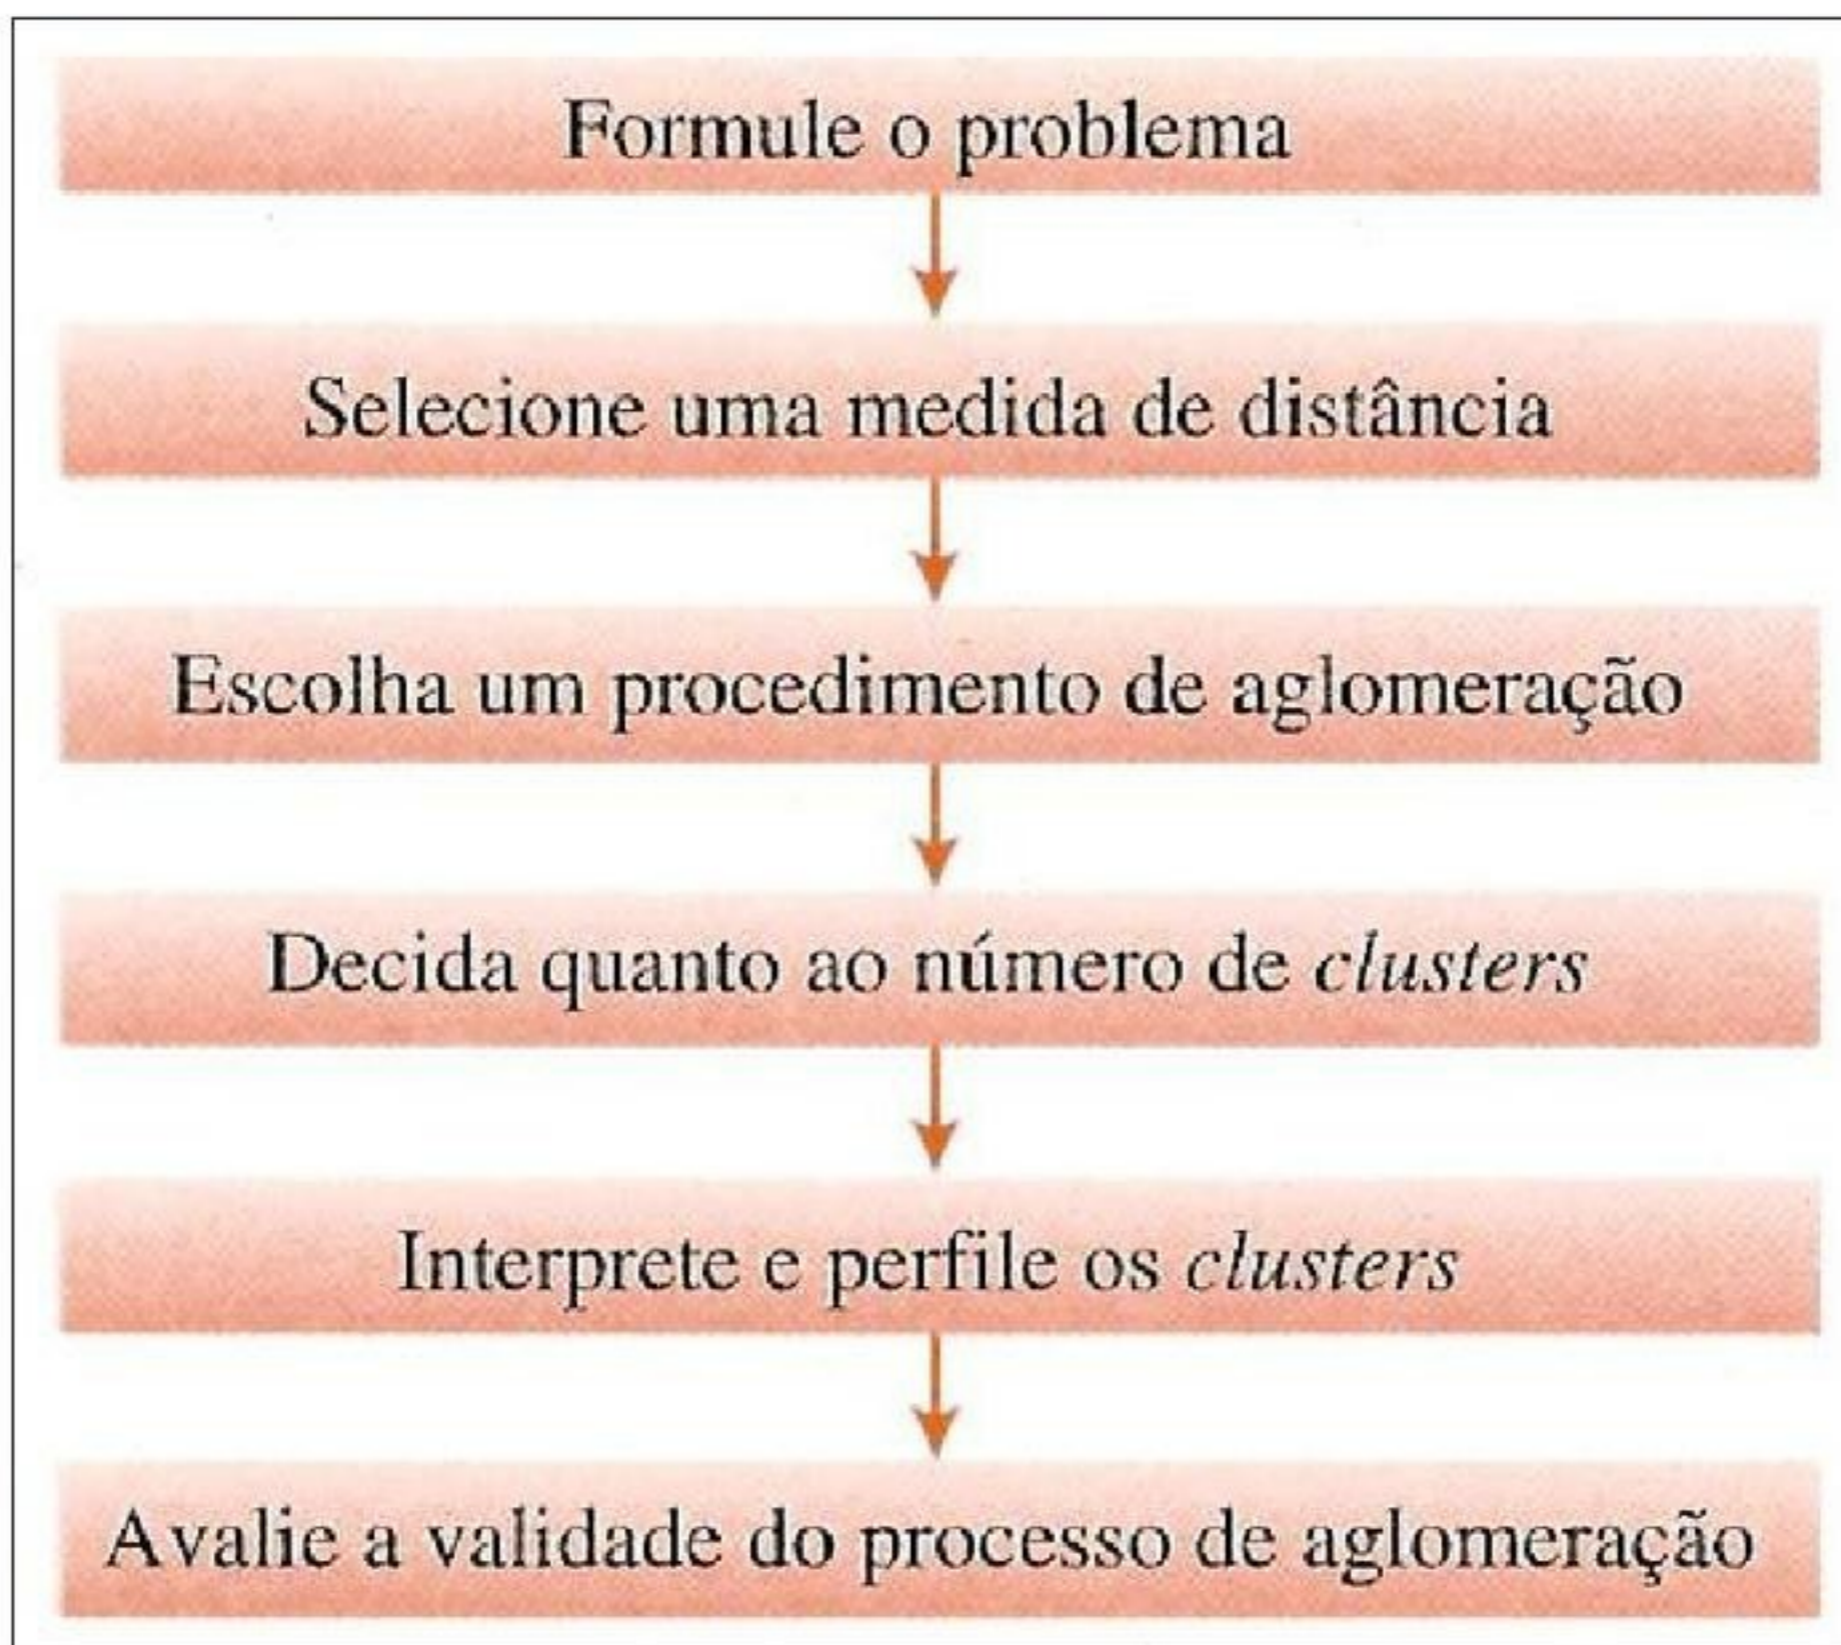 Formule o problema
Selecione uma medida de distância
Escolha um procedimento de aglomeração
Decida quanto ao número de clusters
Interprete e perfile os clusters
Avalie a validade do processo de aglomeração